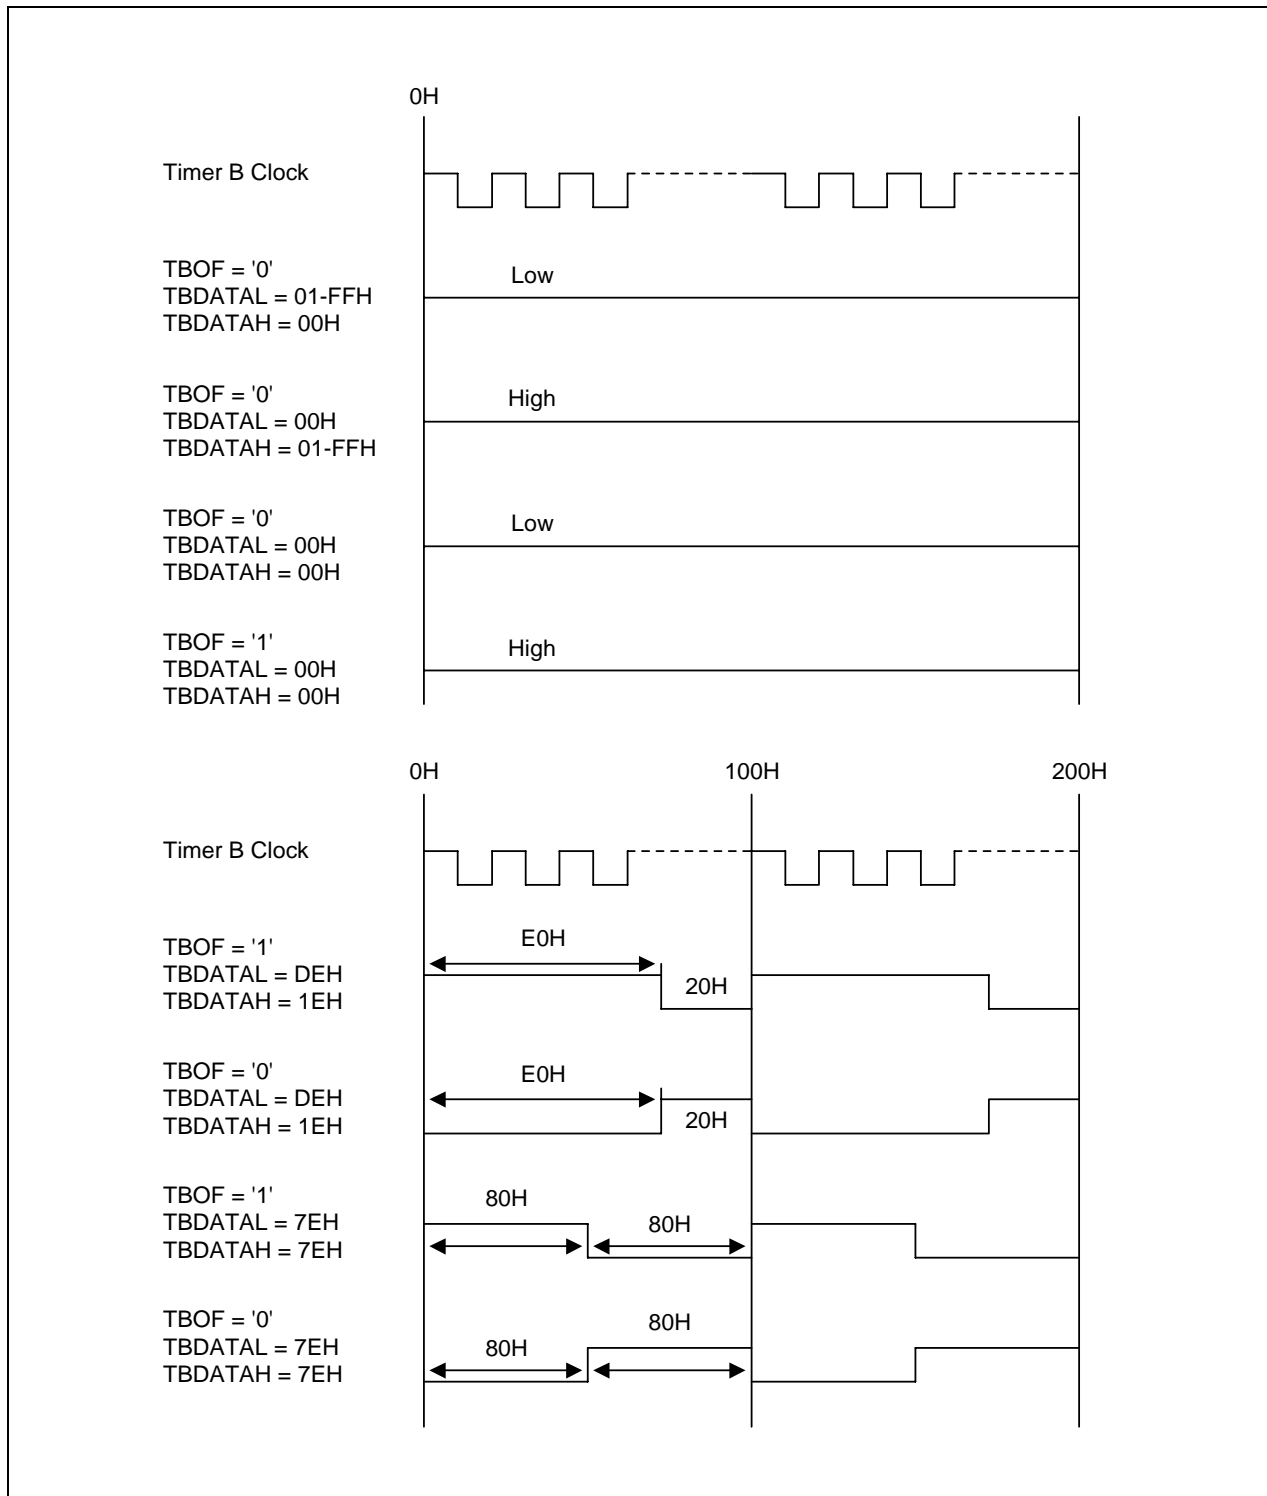 0H
Timer B Clock
TBOF = '0'
TBDATAL = 01-FFH
TBDATAH = 00H
Low
TBOF = '0'
TBDATAL = 00H
TBDATAH = 01-FFH
High
TBOF = '0'
TBDATAL = 00H
TBDATAH = 00H
Low
TBOF = '1'
TBDATAL = 00H
TBDATAH = 00H
High
0H
100H
200H
Timer B Clock
TBOF = '1'
TBDATAL = DEH
TBDATAH = 1EH
E0H
20H
TBOF = '0'
TBDATAL = DEH
TBDATAH = 1EH
E0H
20H
TBOF = '1'
TBDATAL = 7EH
TBDATAH = 7EH
80H
80H
TBOF = '0'
TBDATAL = 7EH
TBDATAH = 7EH
80H
80H